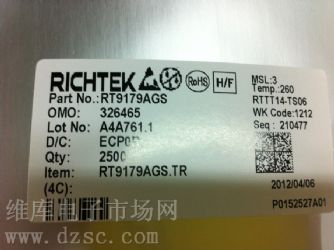 RICHTEK RoHS H/F MSL:3
Temp.:260
Part No.:RT9179AGS RTTT14-TS06
OMO: 326465 WK Code:1212
Lot No: A4A761.1 Seq : 210477
D/C: ECP0
Qty: 2500
Item: RT9179AGS.TR
(4C): 2012/04/06
P0152527A01
维库电子市场网
www.dzsc.com